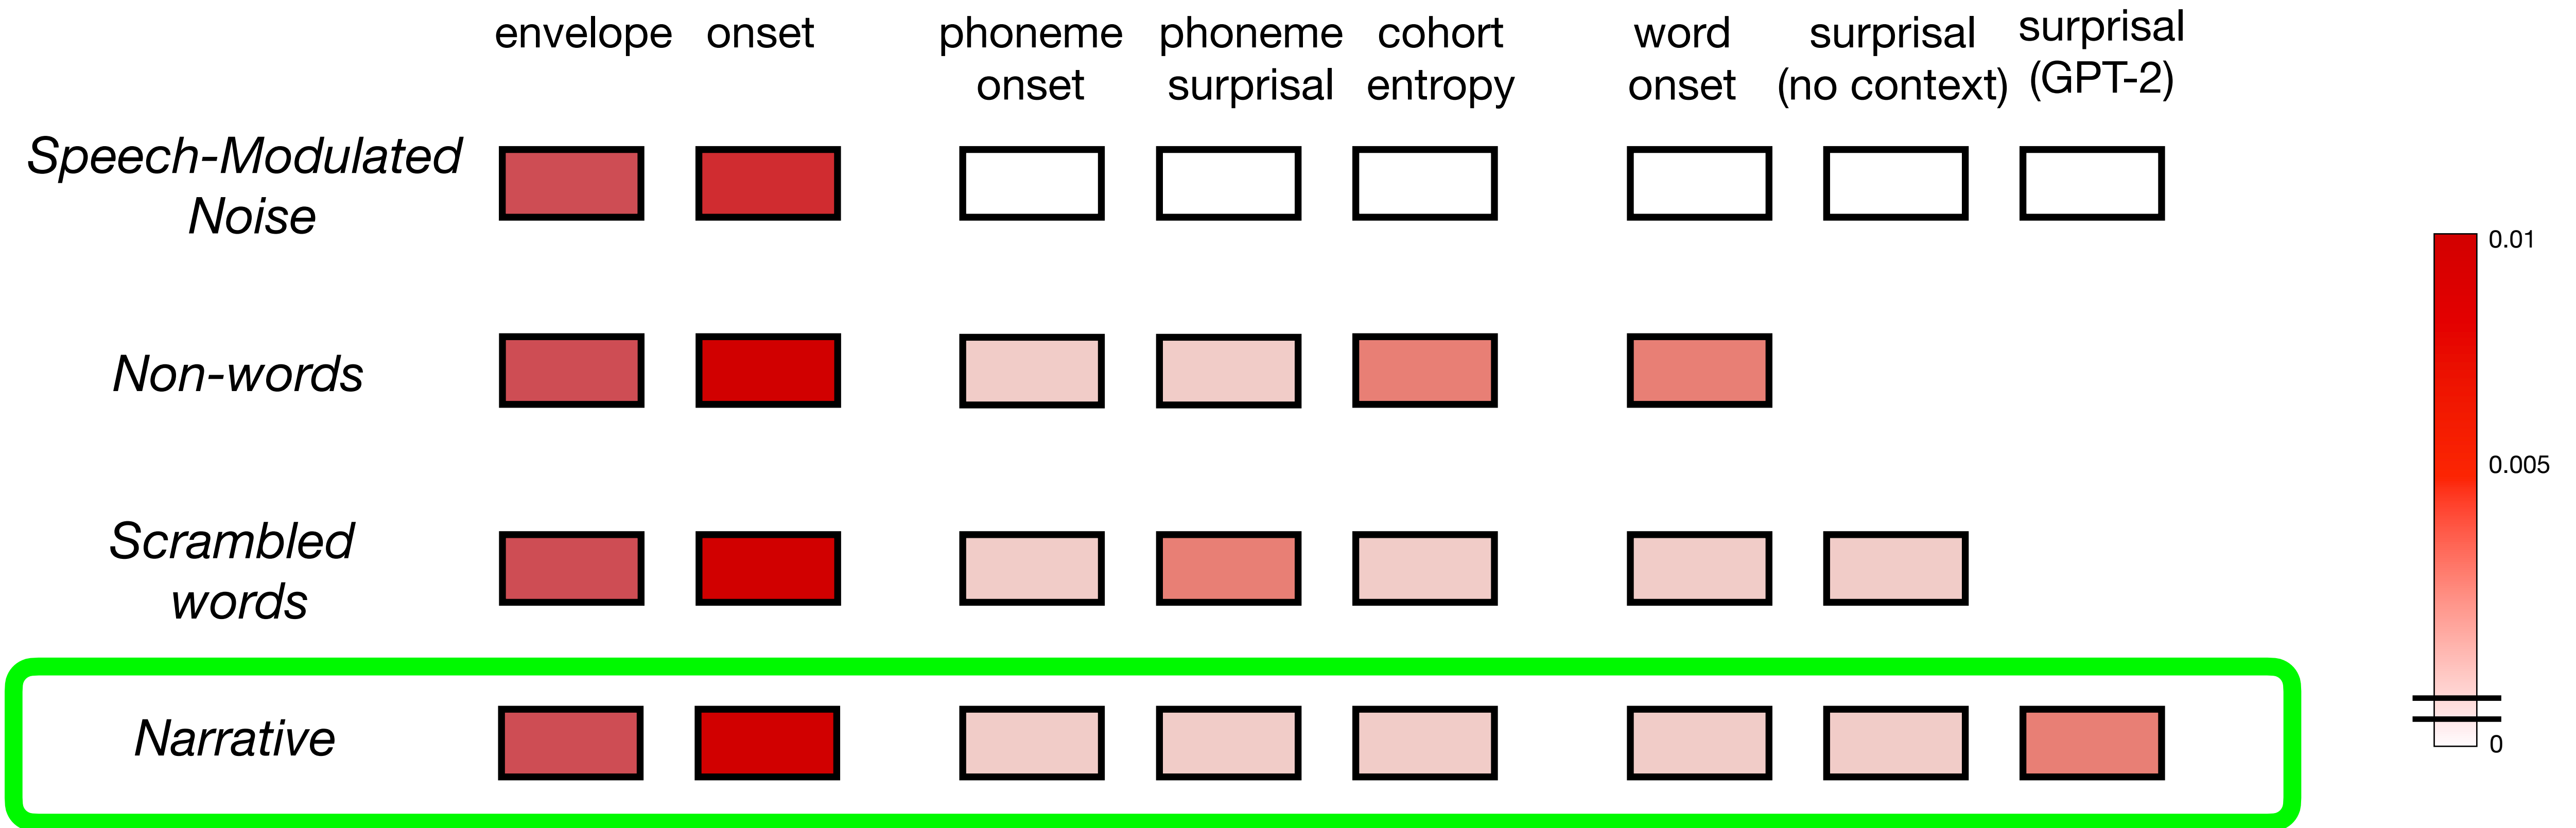 envelope onset phoneme phoneme cohort word surprisal surprisal
onset surprisal entropy onset (no context) (GPT-2)
Speech-Modulated
Noise
0.01
Non-words
0.005
Scrambled
words
Narrative
0